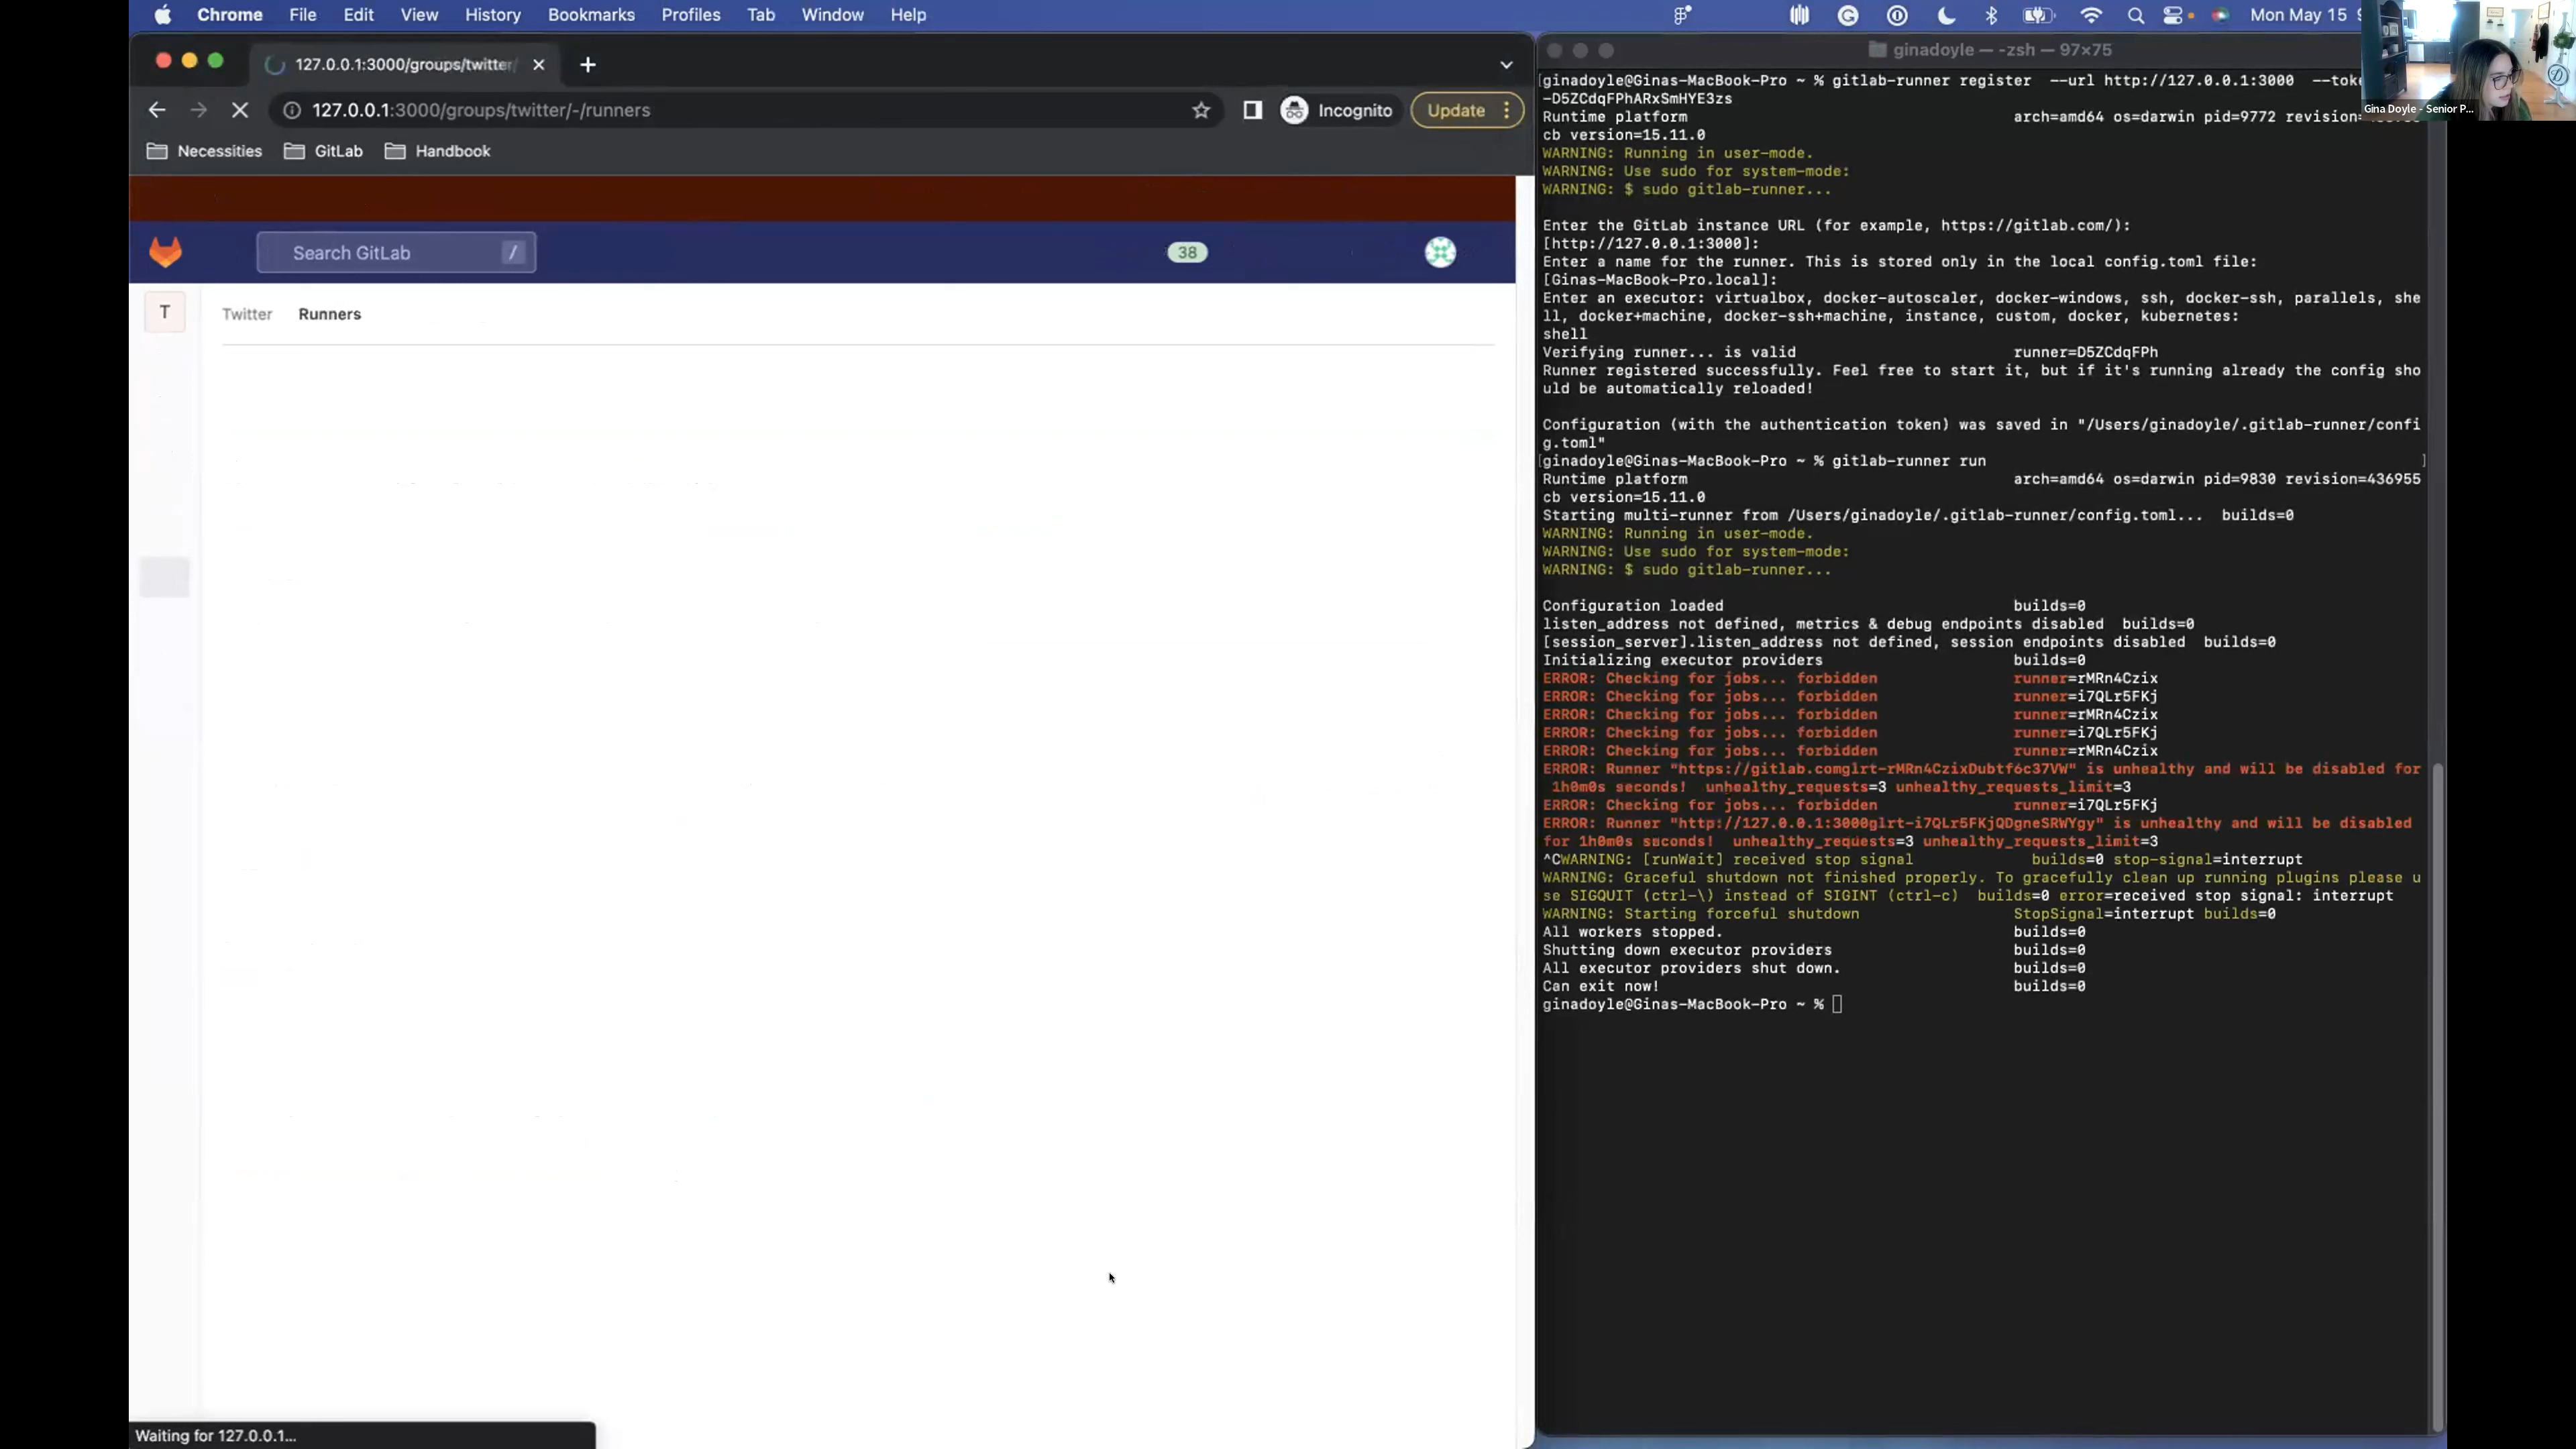 Chrome File Edit View History Bookmarks Profiles Tab Window Help
Mon May 15
127.0.0.1:3000/groups/twitter/
127.0.0.1:3000/groups/twitter/-/runners
Incognito
Update
Necessities
GitLab
Handbook
Search GitLab /
38
T
Twitter Runners
Waiting for 127.0.0.1...
ginadoyle — -zsh — 97×75
Gina Doyle - Senior P...
[ginadoyle@Ginas-MacBook-Pro ~ % gitlab-runner register --url http://127.0.0.1:3000
-D5ZCdqFPhARxSmHYE3zs
Runtime platform arch=amd64 os=darwin pid=9772
cb version=15.11.0
WARNING: Running in user-mode.
WARNING: Use sudo for system-mode:
WARNING: $ sudo gitlab-runner...
Enter the GitLab instance URL (for example, https://gitlab.com/):
[http://127.0.0.1:3000]:
Enter a name for the runner. This is stored only in the local config.toml file:
[Ginas-MacBook-Pro.local]:
Enter an executor: virtualbox, docker-autoscaler, docker-windows, ssh, docker-ssh, parallels, she
ll, docker+machine, docker-ssh+machine, instance, custom, docker, kubernetes:
shell
Verifying runner... is valid runner=D5ZCdqFPh
Runner registered successfully. Feel free to start it, but if it's running already the config sho
uld be automatically reloaded!
Configuration (with the authentication token) was saved in "/Users/ginadoyle/.gitlab-runner/confi
g.toml"
[ginadoyle@Ginas-MacBook-Pro ~ % gitlab-runner run ]
Runtime platform arch=amd64 os=darwin pid=9830 revision=436955
cb version=15.11.0
Starting multi-runner from /Users/ginadoyle/.gitlab-runner/config.toml... builds=0
WARNING: Running in user-mode.
WARNING: Use sudo for system-mode:
WARNING: $ sudo gitlab-runner...
Configuration loaded builds=0
listen_address not defined, metrics & debug endpoints disabled builds=0
[session_server].listen_address not defined, session endpoints disabled builds=0
Initializing executor providers builds=0
ERROR: Checking for jobs... forbidden runner=rMRn4Czix
ERROR: Checking for jobs... forbidden runner=i7QLr5FKj
ERROR: Checking for jobs... forbidden runner=rMRn4Czix
ERROR: Checking for jobs... forbidden runner=i7QLr5FKj
ERROR: Checking for jobs... forbidden runner=rMRn4Czix
ERROR: Runner "https://gitlab.comglrt-rMRn4CzixDubtf6c37VW" is unhealthy and will be disabled for
1h0m0s seconds! unhealthy_requests=3 unhealthy_requests_limit=3
ERROR: Checking for jobs... forbidden runner=i7QLr5FKj
ERROR: Runner "http://127.0.0.1:3000glrt-i7QLr5FKjQDgneSRWYgy" is unhealthy and will be disabled
for 1h0m0s seconds! unhealthy_requests=3 unhealthy_requests_limit=3
^CWARNING: [runWait] received stop signal builds=0 stop-signal=interrupt
WARNING: Graceful shutdown not finished properly. To gracefully clean up running plugins please u
se SIGQUIT (ctrl-\) instead of SIGINT (ctrl-c) builds=0 error=received stop signal: interrupt
WARNING: Starting forceful shutdown StopSignal=interrupt builds=0
All workers stopped. builds=0
Shutting down executor providers builds=0
All executor providers shut down. builds=0
Can exit now! builds=0
ginadoyle@Ginas-MacBook-Pro ~ %